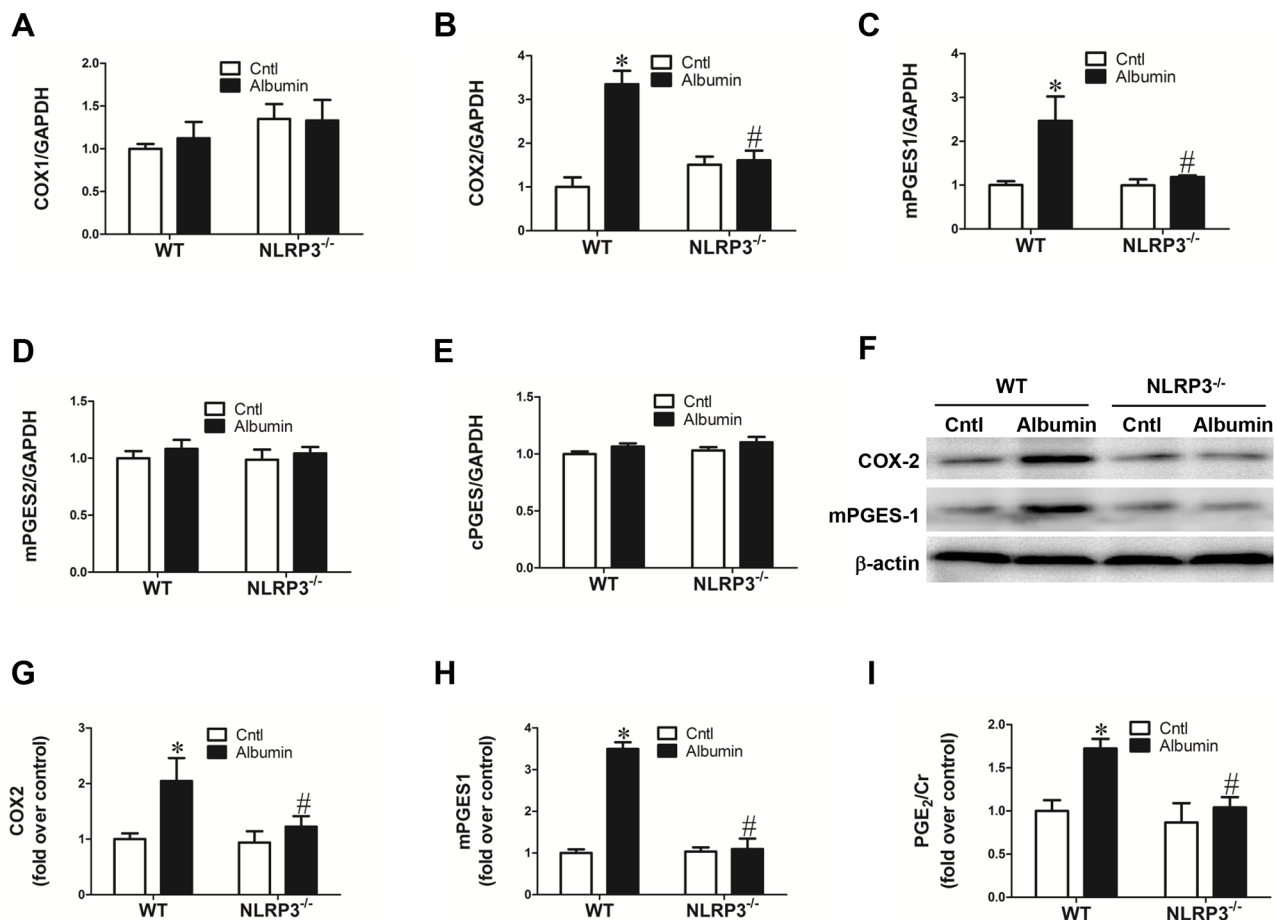 A
COX1/GAPDH
2.0
1.5
1.0
0.5
0.0
Cntl
Albumin
WT
NLRP3-/-
B
COX2/GAPDH
4
3
2
1
0
*
#
Cntl
Albumin
WT
NLRP3-/-
C
mPGES1/GAPDH
4
3
2
1
0
*
#
Cntl
Albumin
WT
NLRP3-/-
D
mPGES2/GAPDH
1.5
1.0
0.5
0.0
Cntl
Albumin
WT
NLRP3-/-
E
cPGES/GAPDH
1.5
1.0
0.5
0.0
Cntl
Albumin
WT
NLRP3-/-
F
WT NLRP3-/-
Cntl Albumin Cntl Albumin
COX-2
mPGES-1
β-actin
G
COX2
(fold over control)
3
2
1
0
*
#
Cntl
Albumin
WT
NLRP3-/-
H
mPGES1
(fold over control)
4
3
2
1
0
*
#
Cntl
Albumin
WT
NLRP3-/-
I
PGE2/Cr
(fold over control)
2.0
1.5
1.0
0.5
0.0
*
#
Cntl
Albumin
WT
NLRP3-/-